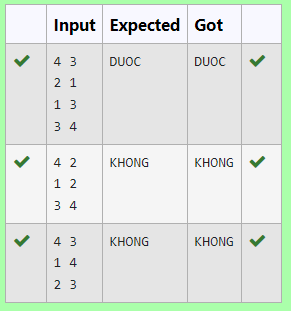 Input Expected Got
4 3 DUOC DUOC
2 1
1 3
3 4
4 2 KHONG KHONG
1 2
3 4
4 3 KHONG KHONG
1 4
2 3